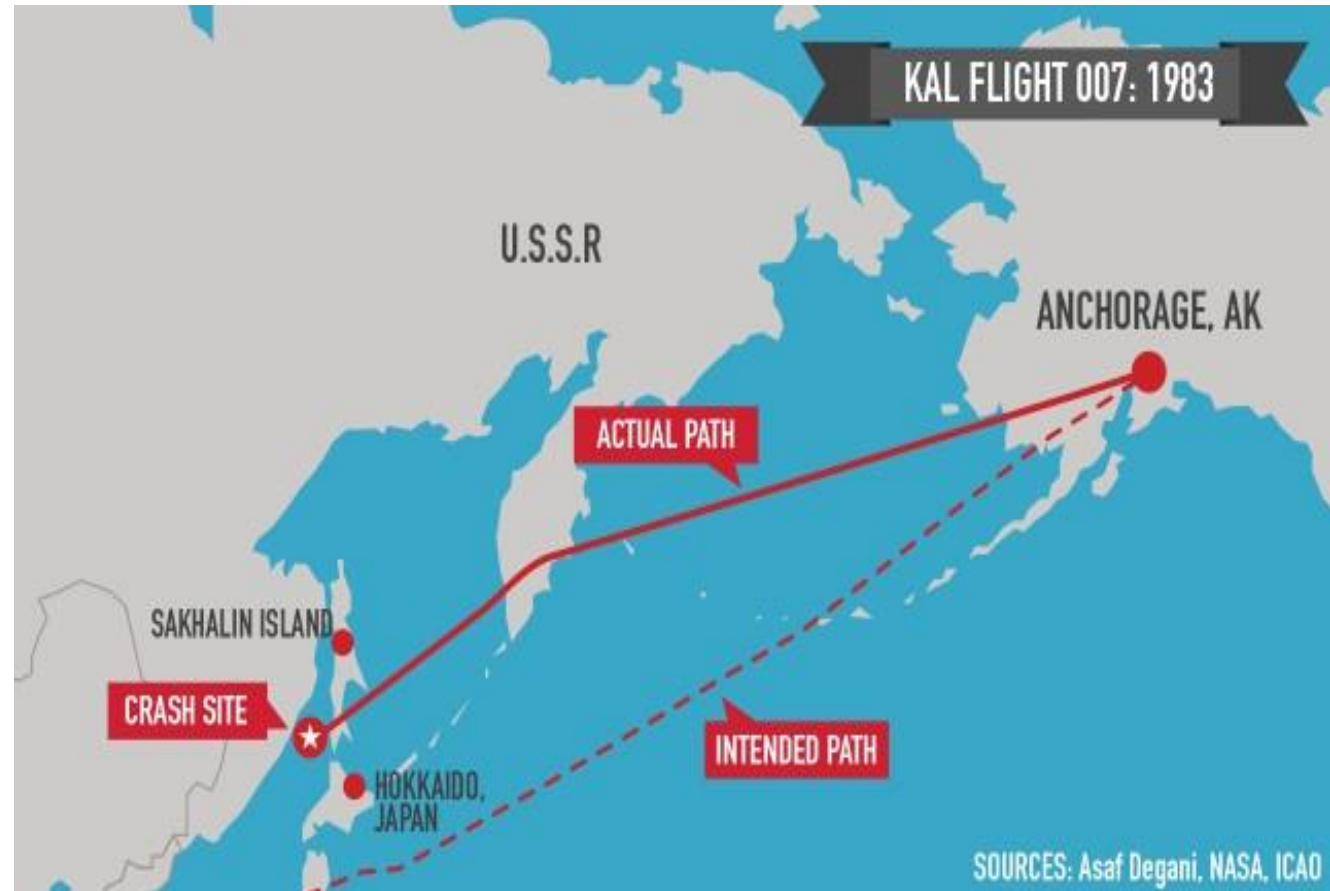 KAL FLIGHT 007: 1983
U.S.S.R
ANCHORAGE, AK
ACTUAL PATH
SAKHALIN ISLAND
CRASH SITE
INTENDED PATH
HOKKAIDO,
JAPAN
SOURCES: Asaf Degani, NASA, ICAO